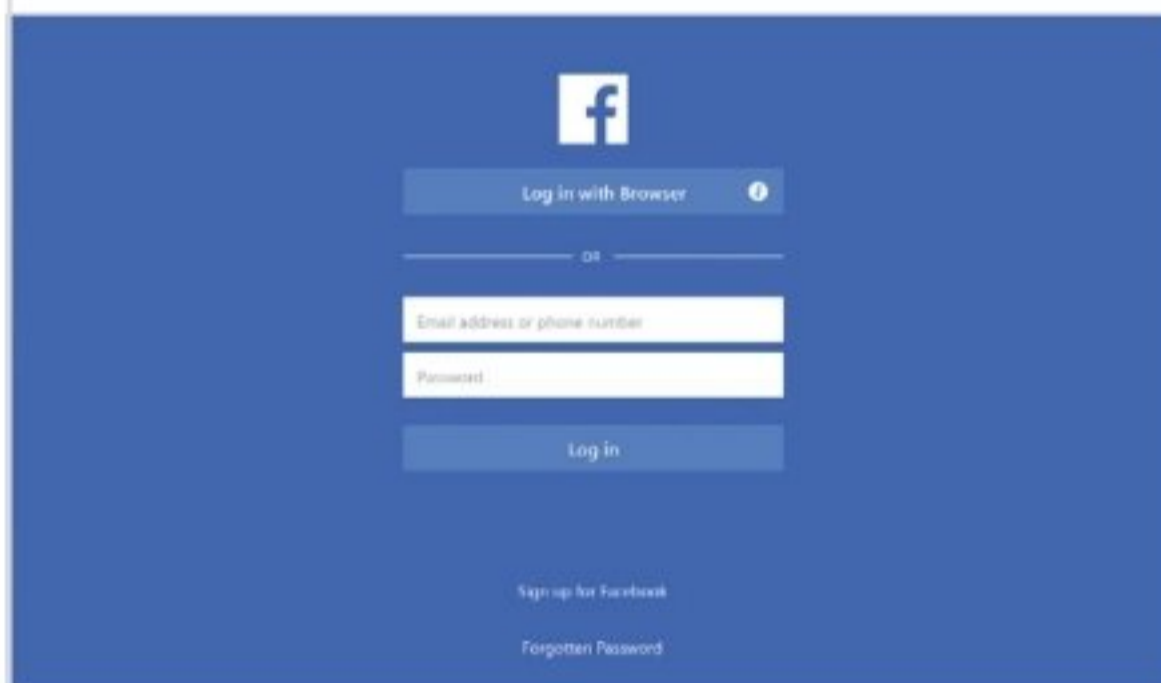 f
Log in with Browser i
OR
Email address or phone number
Password
Log in
Sign up for Facebook
Forgotten Password